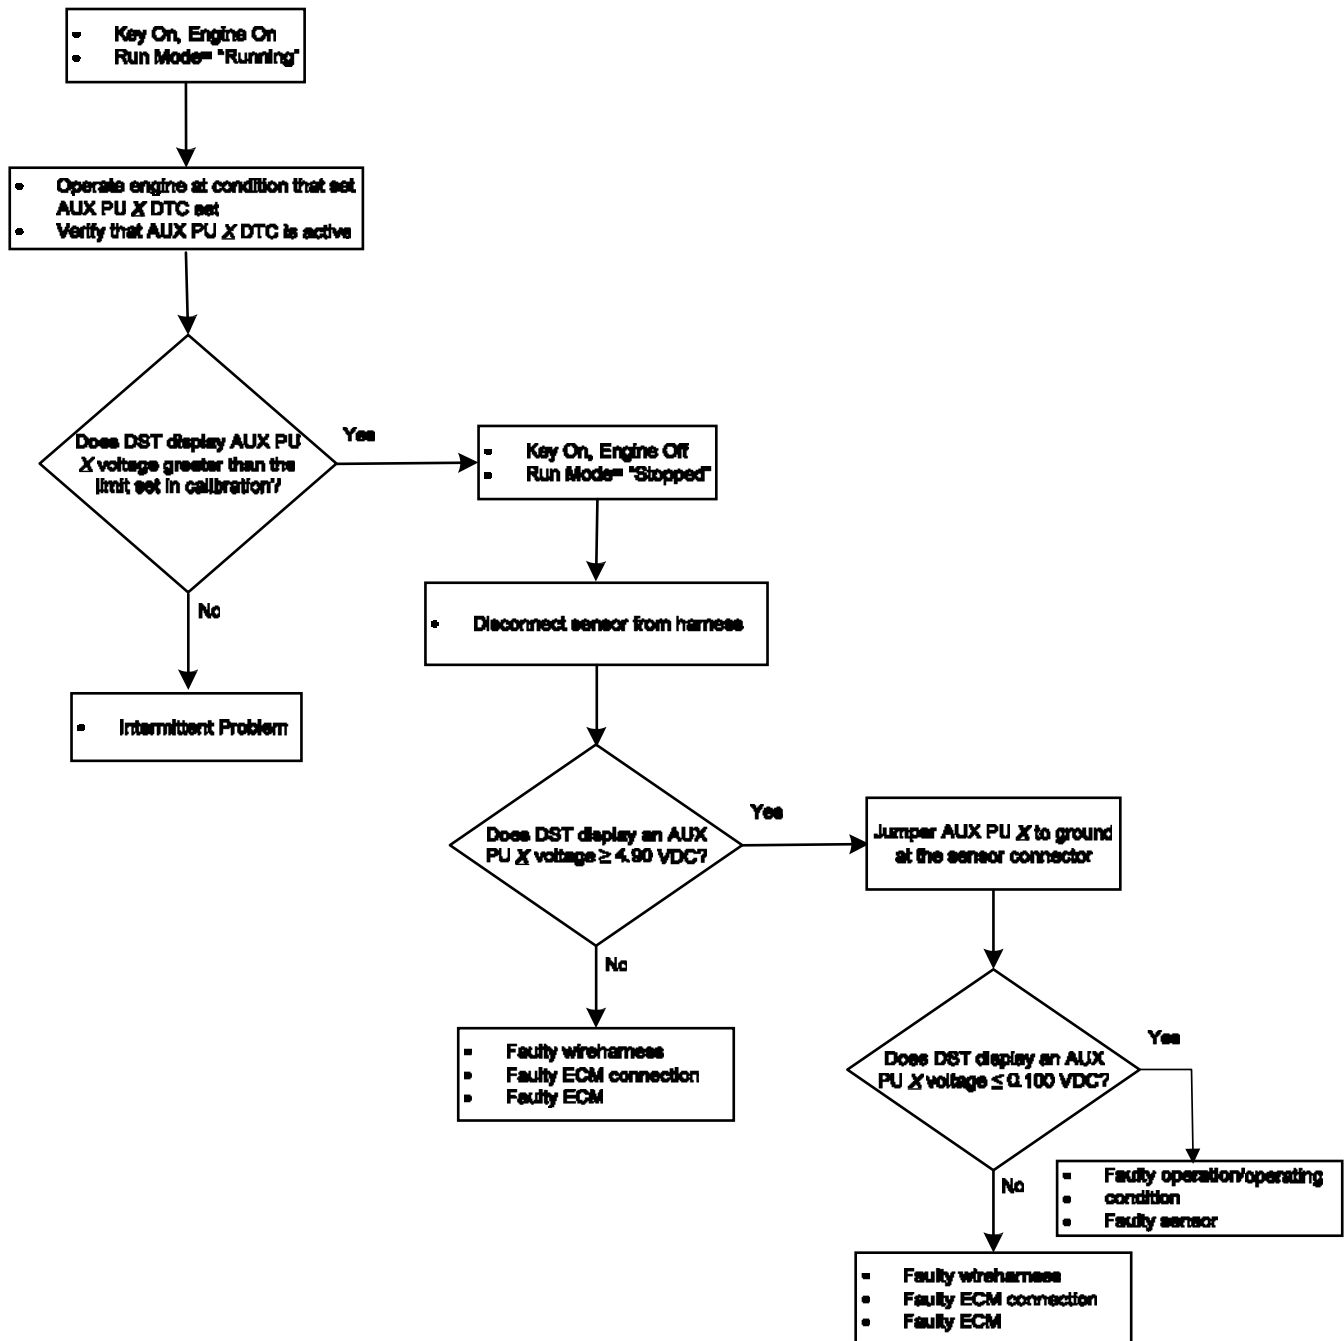 Key On, Engine On
Run Mode= "Running"
Operate engine at condition that set
AUX PU X DTC set
Verify that AUX PU X DTC is active
Does DST display AUX PU
X voltage greater than the
limit set in calibration?
Yes
No
Intermittent Problem
Key On, Engine Off
Run Mode= "Stopped"
Disconnect sensor from harness
Does DST display an AUX
PU X voltage ≥ 4.90 VDC?
Yes
No
Faulty wireharness
Faulty ECM connection
Faulty ECM
Jumper AUX PU X to ground
at the sensor connector
Does DST display an AUX
PU X voltage ≤ 0.100 VDC?
Yes
No
Faulty operation/operating
condition
Faulty sensor
Faulty wireharness
Faulty ECM connection
Faulty ECM